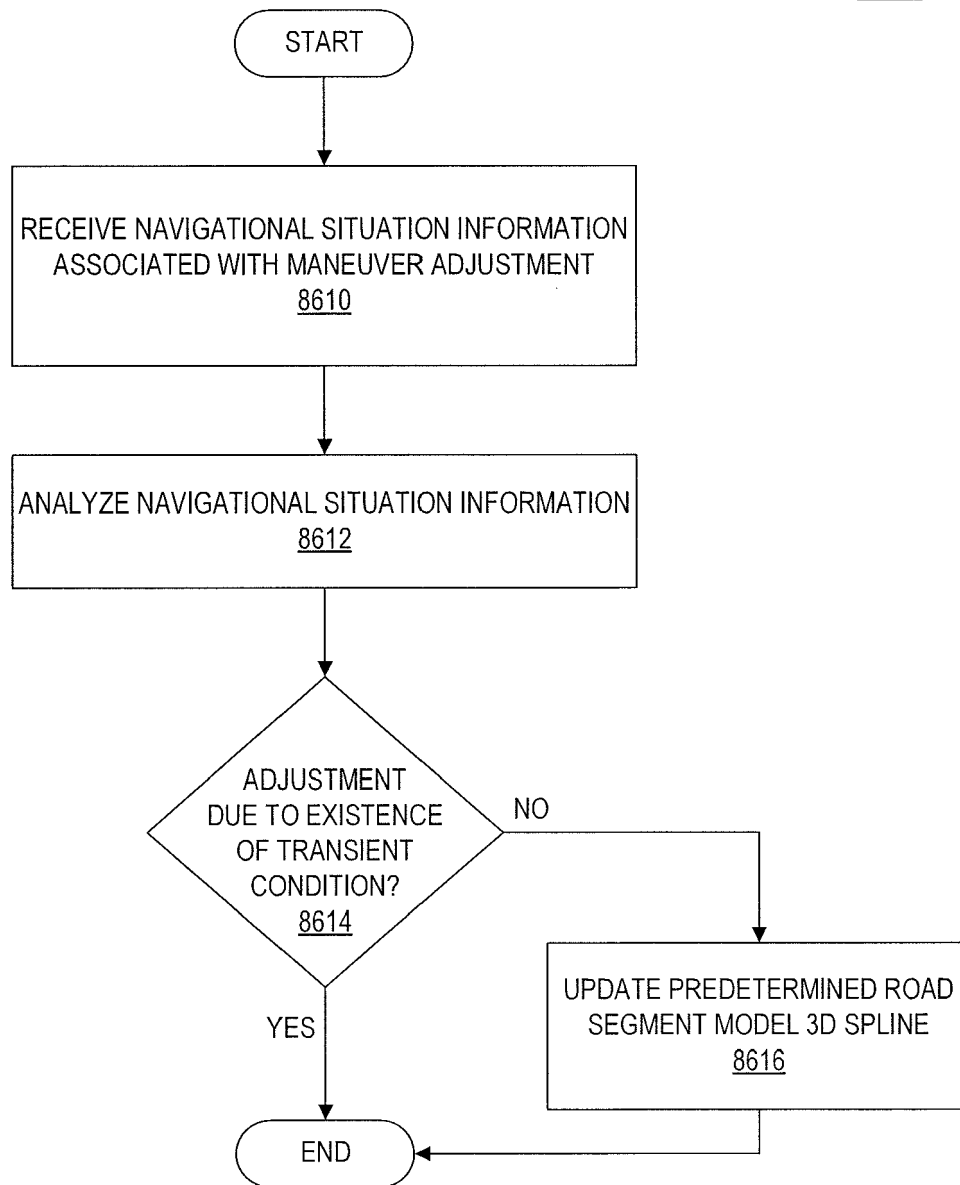 START
RECEIVE NAVIGATIONAL SITUATION INFORMATION
ASSOCIATED WITH MANEUVER ADJUSTMENT
8610
ANALYZE NAVIGATIONAL SITUATION INFORMATION
8612
ADJUSTMENT
DUE TO EXISTENCE
OF TRANSIENT
CONDITION?
8614
NO
YES
UPDATE PREDETERMINED ROAD
SEGMENT MODEL 3D SPLINE
8616
END